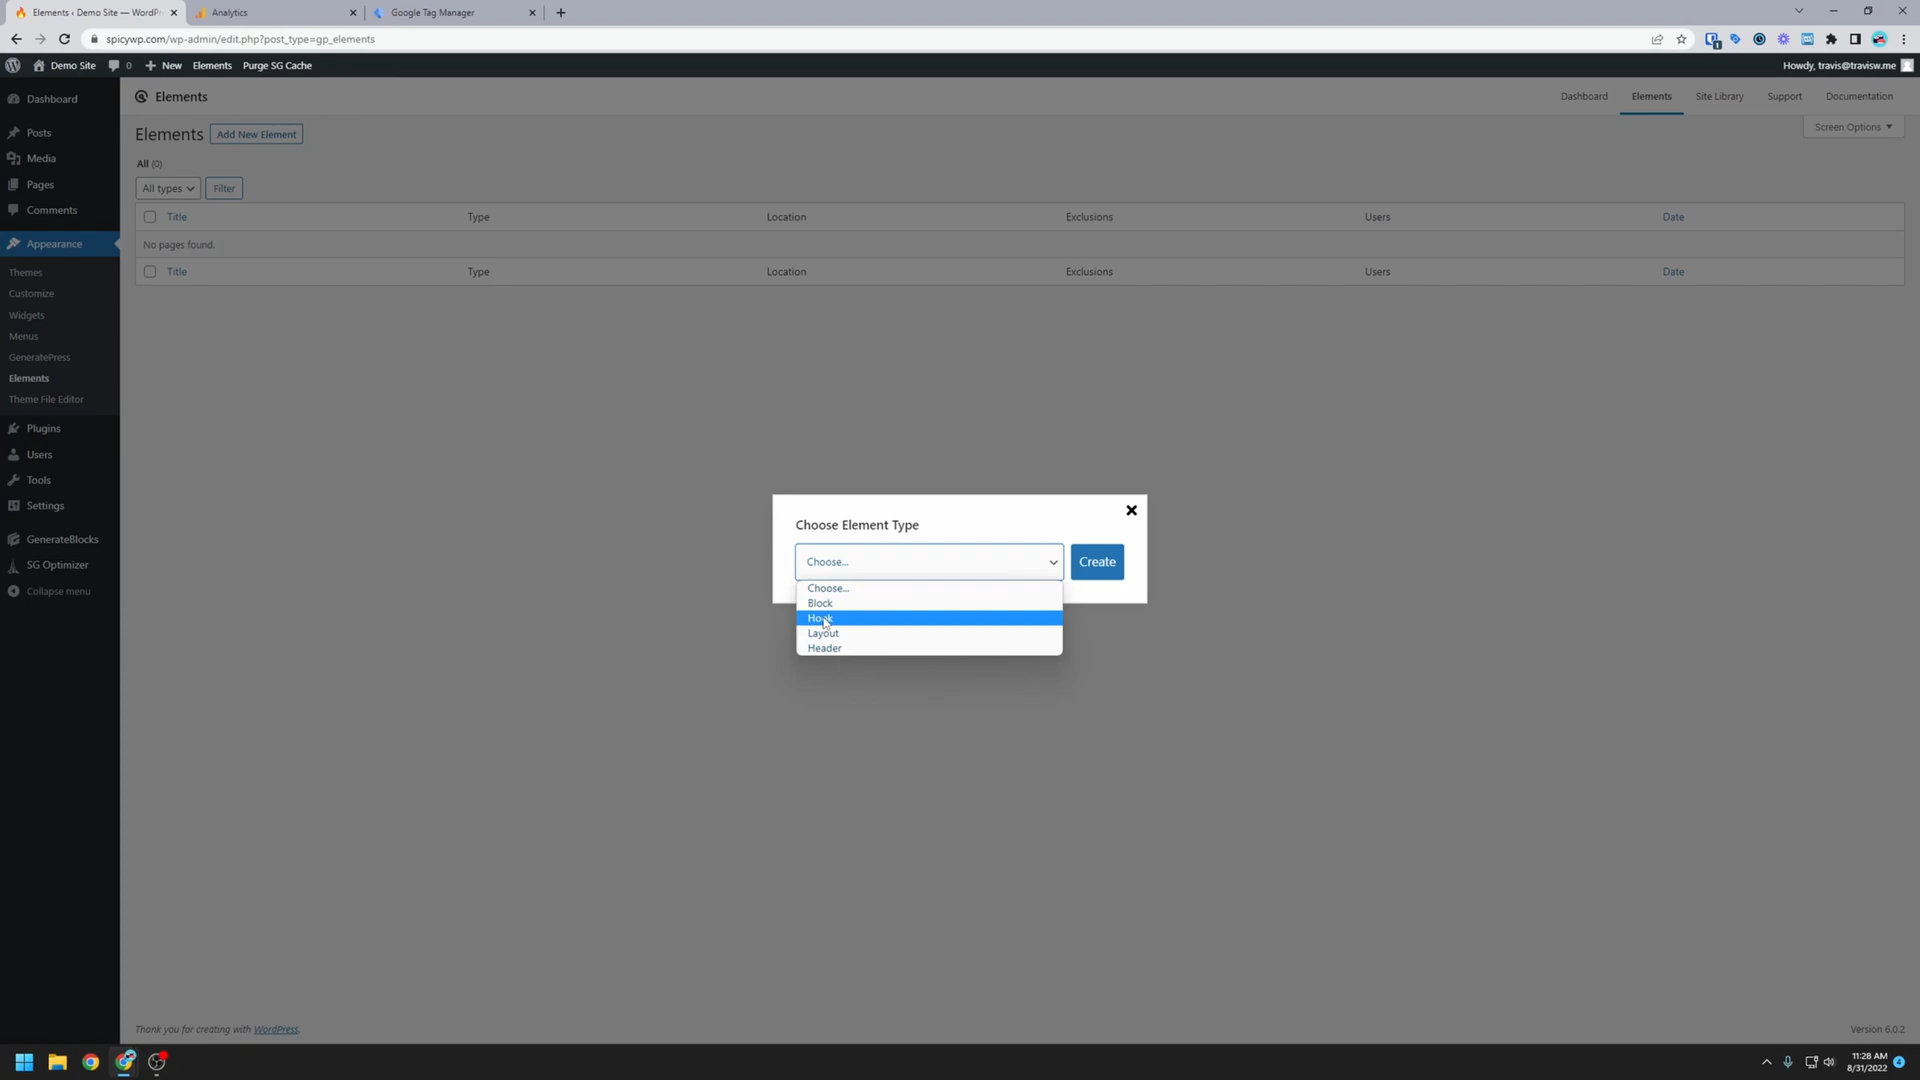 Elements ‹ Demo Site — WordPr
Analytics
Google Tag Manager
spicywp.com/wp-admin/edit.php?post_type=gp_elements
Demo Site
0
New
Elements
Purge SG Cache
Howdy, travis@travisw.me
Dashboard
Posts
Media
Pages
Comments
Appearance
Themes
Customize
Widgets
Menus
GeneratePress
Elements
Theme File Editor
Plugins
Users
Tools
Settings
GenerateBlocks
SG Optimizer
Collapse menu
Elements
Dashboard
Elements
Site Library
Support
Documentation
Elements
Add New Element
Screen Options
All (0)
All types
Filter
Title Type Location Exclusions Users Date
No pages found.
Title Type Location Exclusions Users Date
Choose Element Type
Choose...
Create
Choose...
Block
Hook
Layout
Header
Thank you for creating with WordPress.
Version 6.0.2
11:28 AM
8/31/2022
4